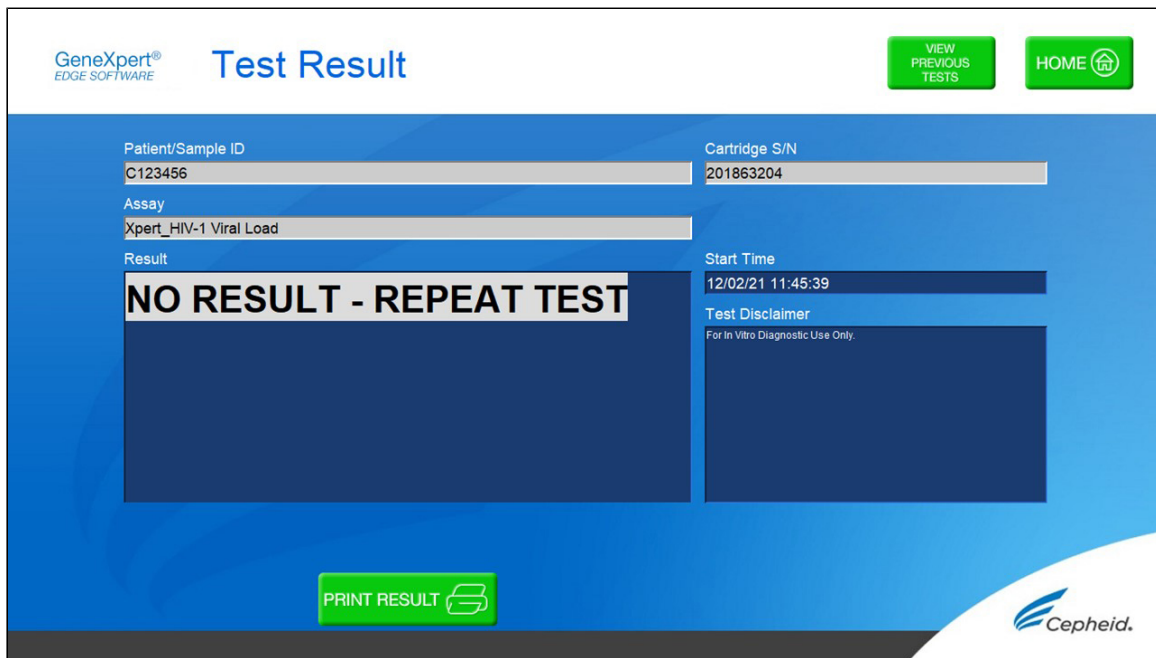 GeneXpert®
EDGE SOFTWARE
Test Result
VIEW
PREVIOUS
TESTS
HOME
Patient/Sample ID
C123456
Cartridge S/N
201863204
Assay
Xpert_HIV-1 Viral Load
Result
NO RESULT - REPEAT TEST
Start Time
12/02/21 11:45:39
Test Disclaimer
For In Vitro Diagnostic Use Only.
PRINT RESULT
Cepheid.